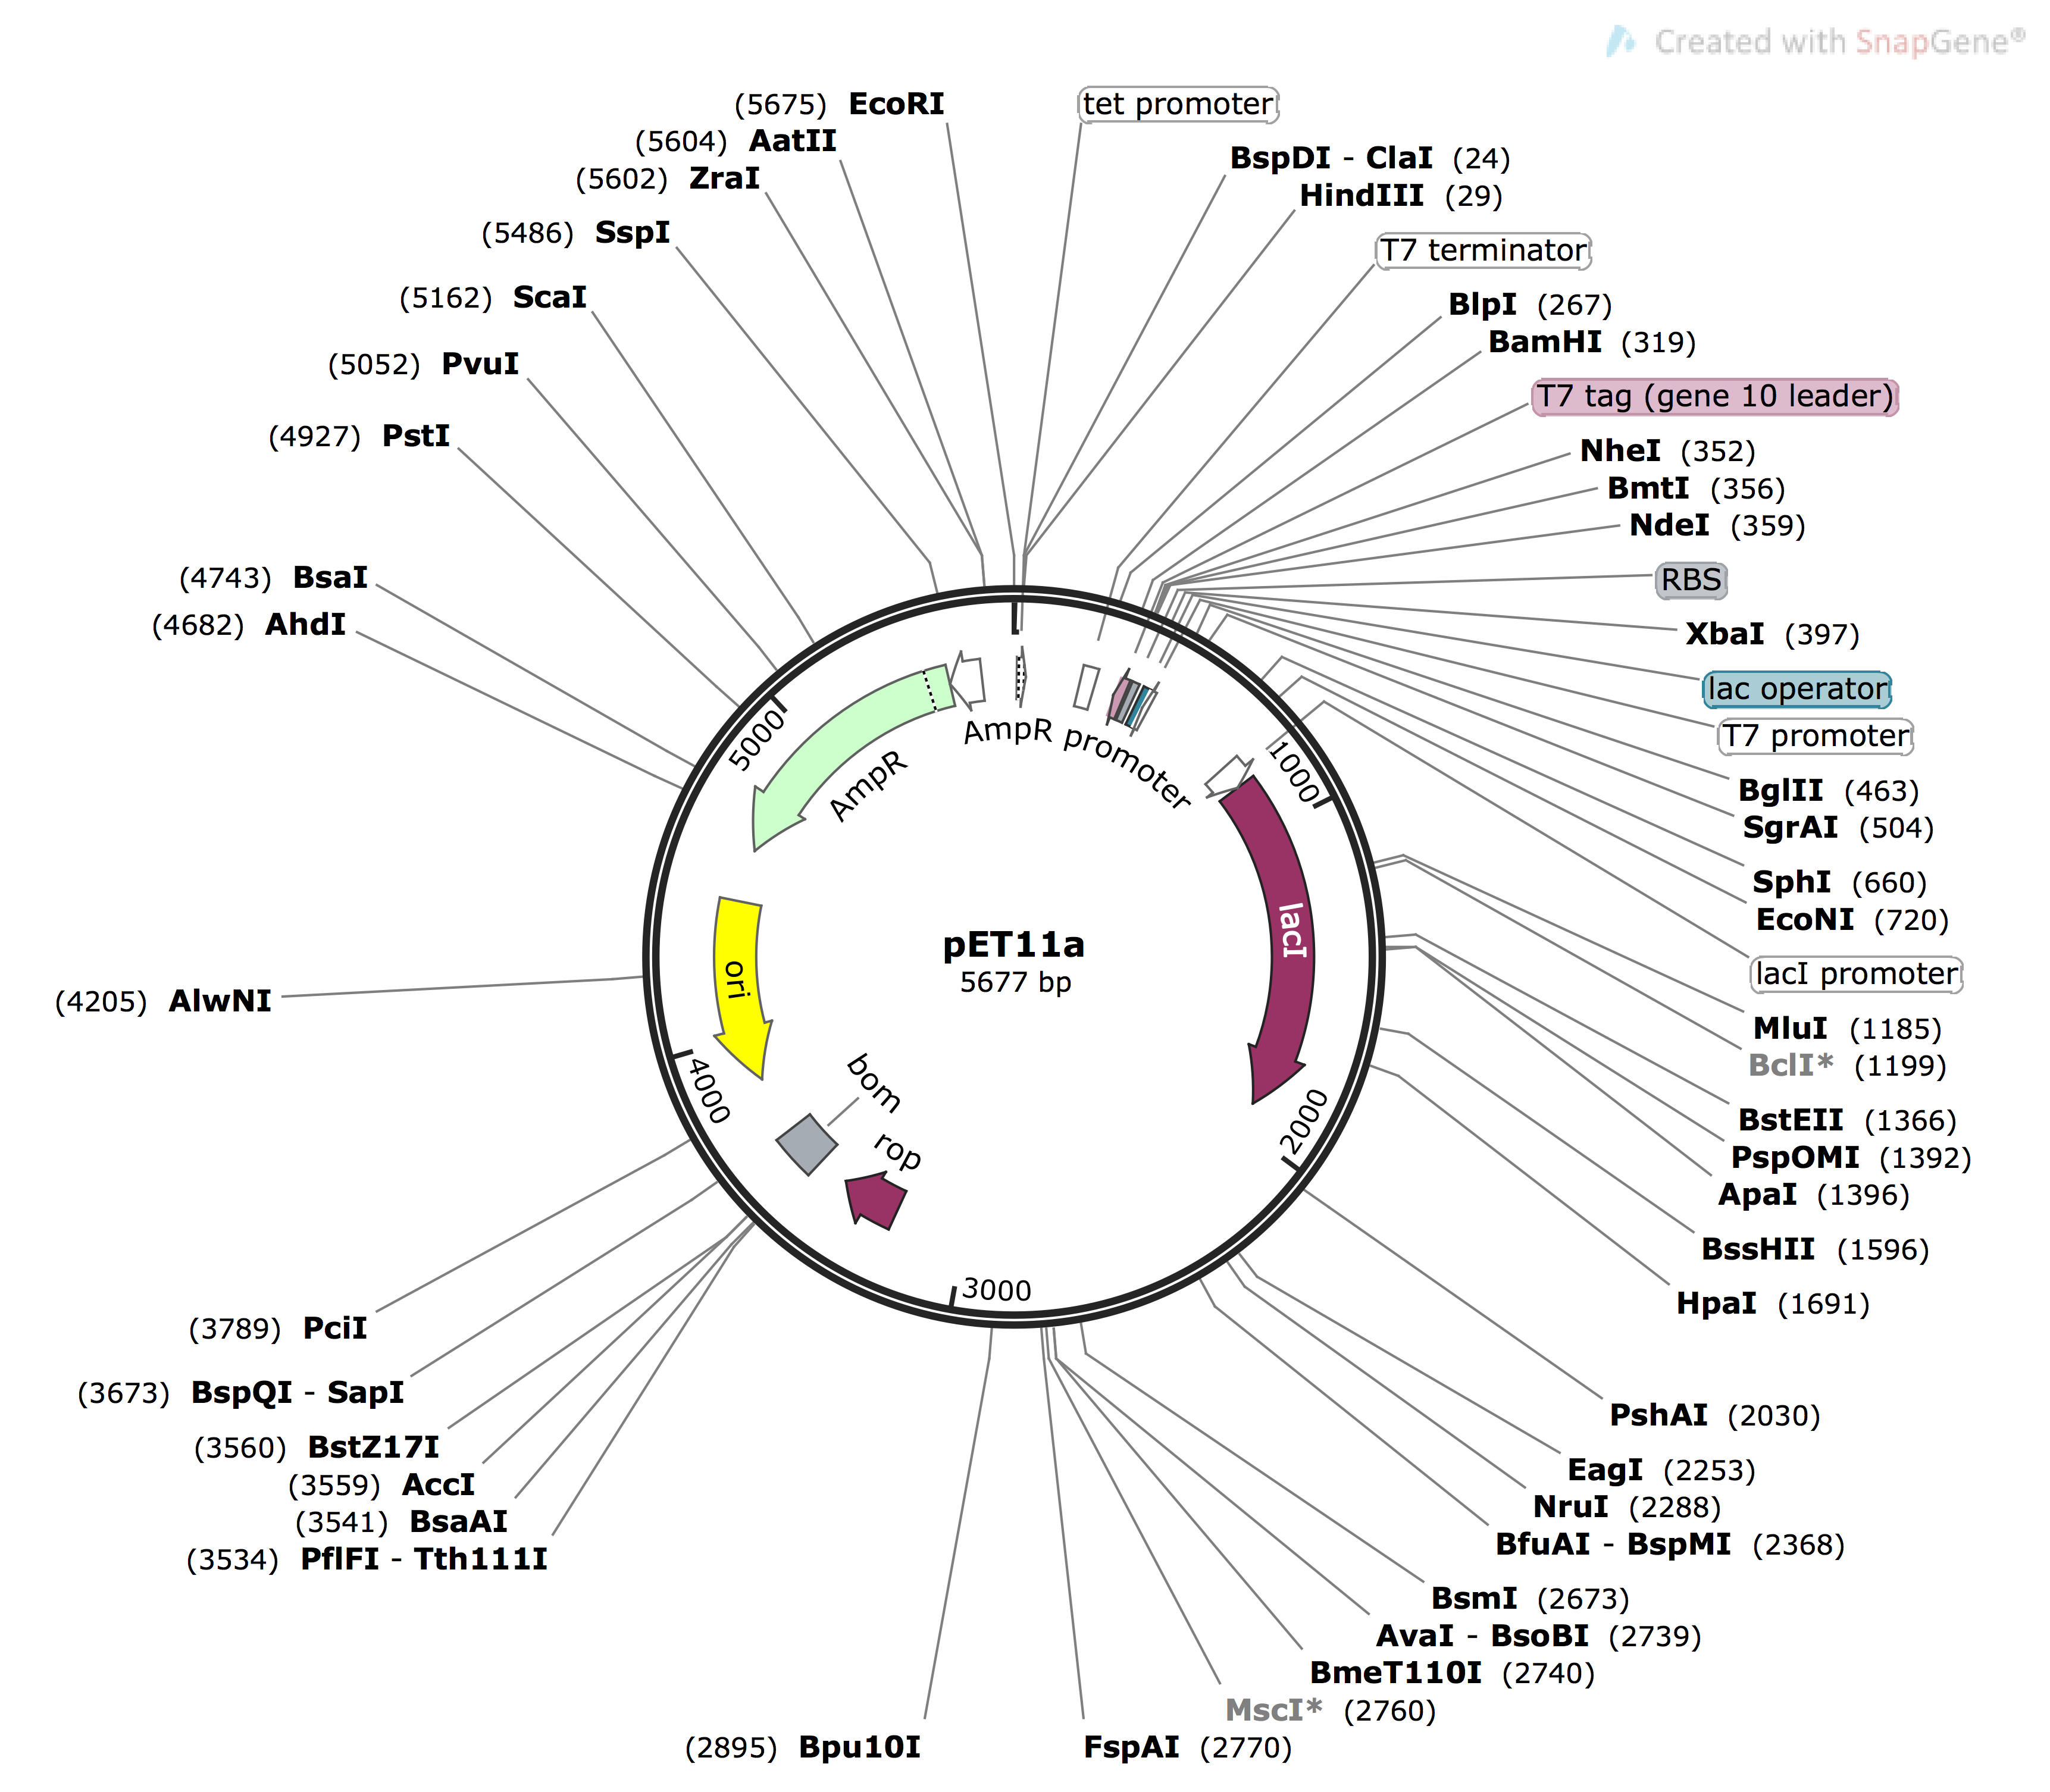 Created with SnapGene®
(5675) EcoRI
(5604) AatII
(5602) ZraI
(5486) SspI
(5162) ScaI
(5052) PvuI
(4927) PstI
(4743) BsaI
(4682) AhdI
(4205) AlwNI
(3789) PciI
(3673) BspQI - SapI
(3560) BstZ17I
(3559) AccI
(3541) BsaAI
(3534) PflFI - Tth111I
(2895) Bpu10I
tet promoter
BspDI - ClaI (24)
HindIII (29)
T7 terminator
BlpI (267)
BamHI (319)
T7 tag (gene 10 leader)
NheI (352)
BmtI (356)
NdeI (359)
RBS
XbaI (397)
lac operator
T7 promoter
BglII (463)
SgrAI (504)
SphI (660)
EcoNI (720)
lacI promoter
MluI (1185)
BclI* (1199)
BstEII (1366)
PspOMI (1392)
ApaI (1396)
BssHII (1596)
HpaI (1691)
PshAI (2030)
EagI (2253)
NruI (2288)
BfuAI - BspMI (2368)
BsmI (2673)
AvaI - BsoBI (2739)
BmeT110I (2740)
MscI* (2760)
FspAI (2770)
1000
2000
3000
4000
5000
AmpR promoter
AmpR
lacI
ori
bom
rop
pET11a
5677 bp